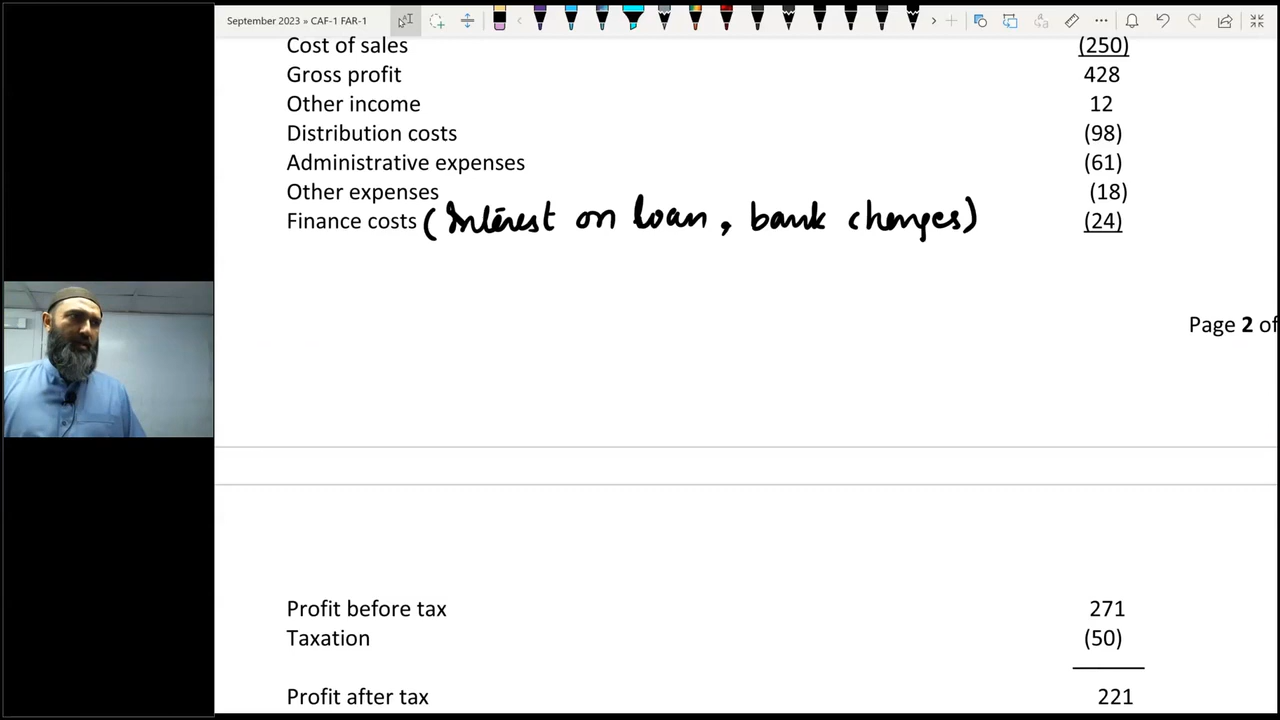 September 2023 » CAF-1 FAR-1
Cost of sales (250)
Gross profit 428
Other income 12
Distribution costs (98)
Administrative expenses (61)
Other expenses (18)
Finance costs (Interest on loan, bank charges) (24)
Page 2 of
Profit before tax 271
Taxation (50)
Profit after tax 221